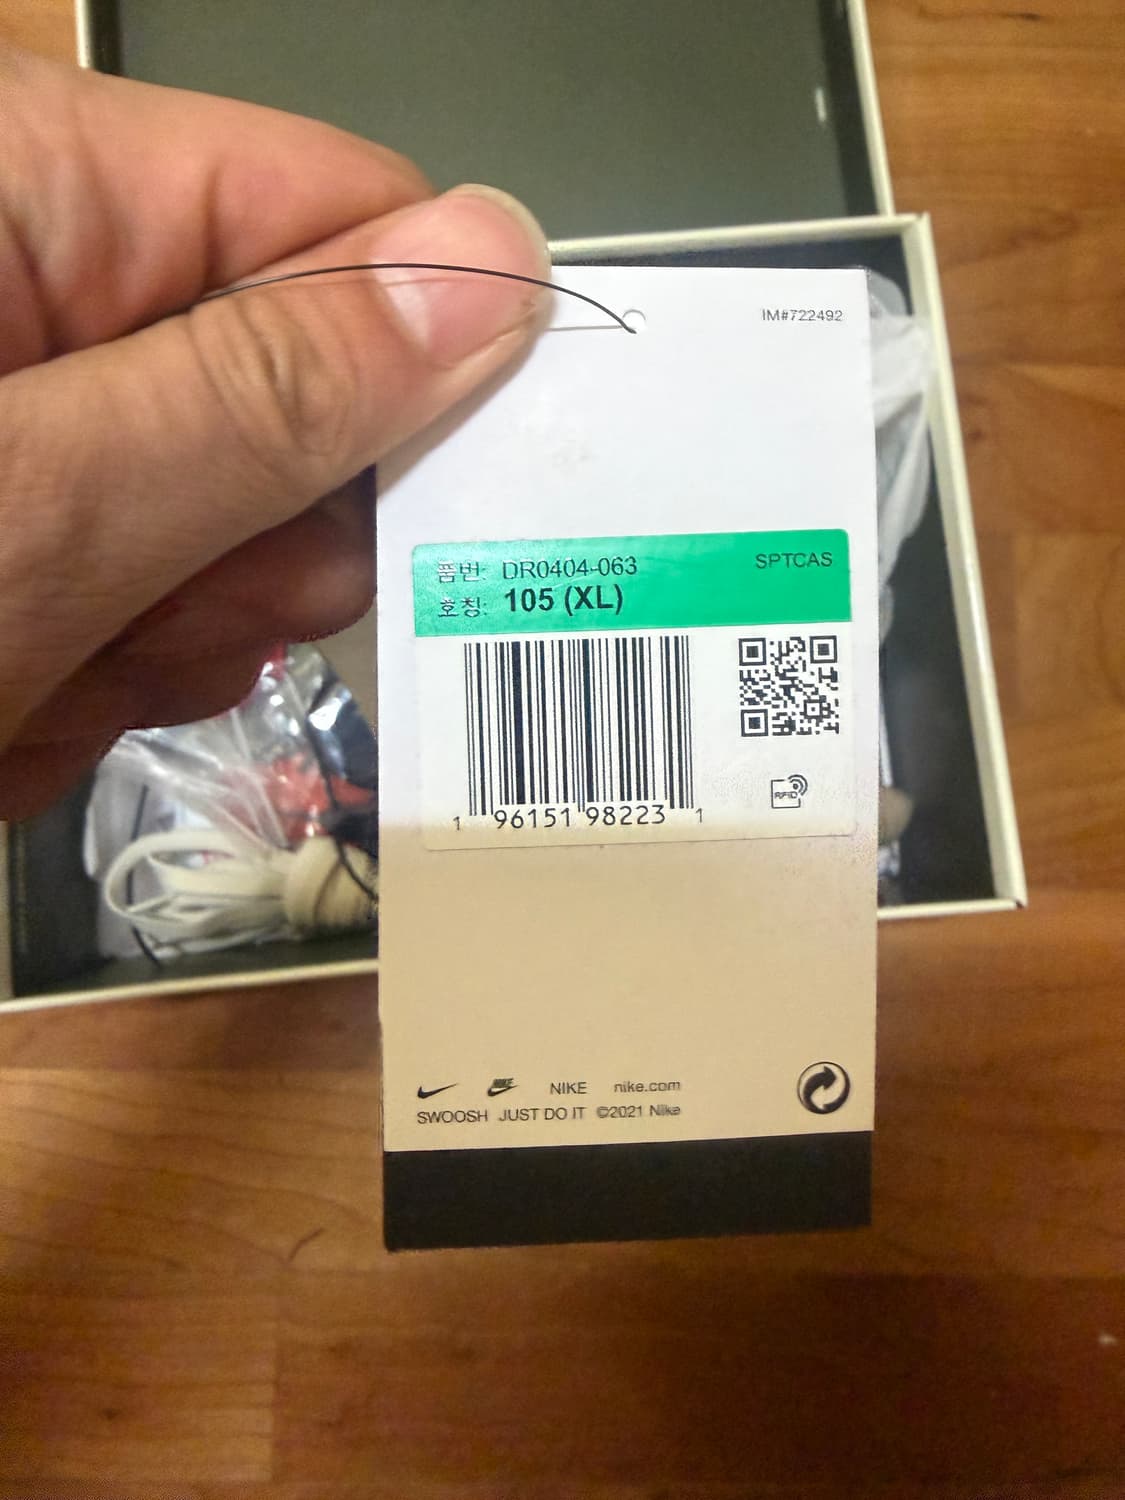 IM#722492
품번: DR0404-063
SPTCAS
호칭: 105 (XL)
RFID
1 96151 98223 1
NIKE NIKE nike.com
SWOOSH JUST DO IT ©2021 Nike